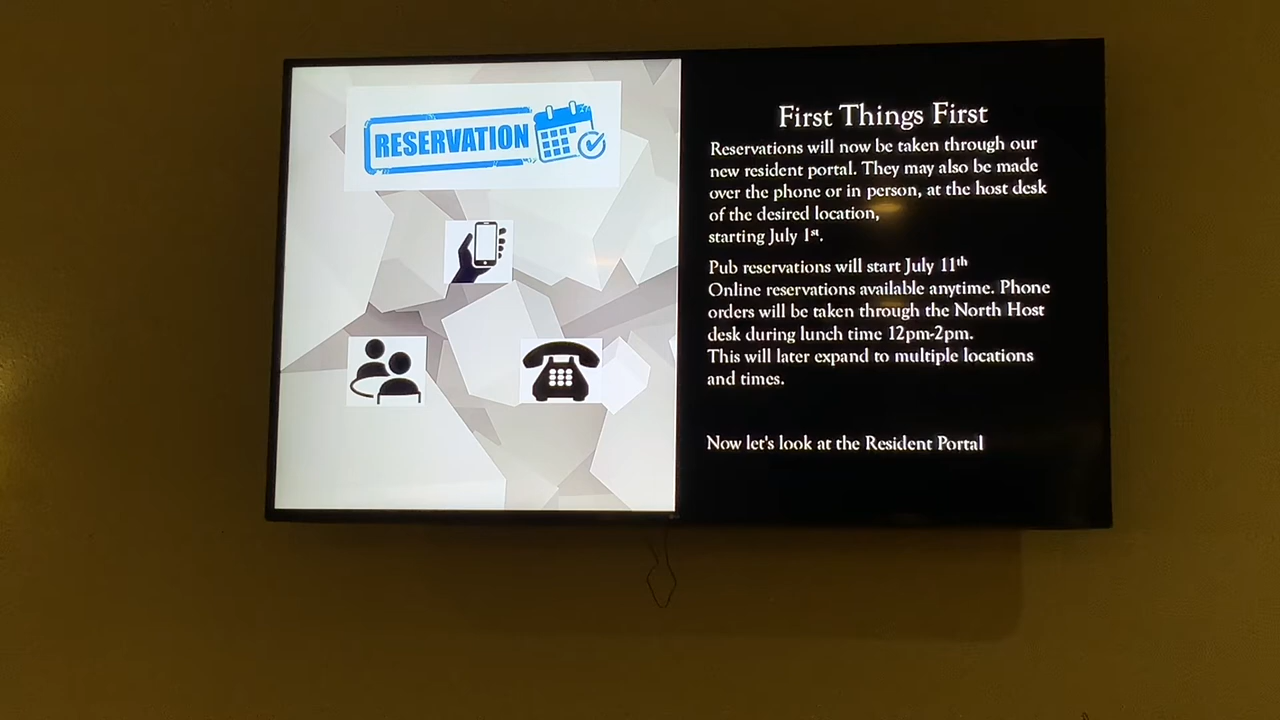 RESERVATION
First Things First
Reservations will now be taken through our
new resident portal. They may also be made
over the phone or in person, at the host desk
of the desired location,
starting July 1st.
Pub reservations will start July 11th
Online reservations available anytime. Phone
orders will be taken through the North Host
desk during lunch time 12pm-2pm.
This will later expand to multiple locations
and times.
Now let's look at the Resident Portal